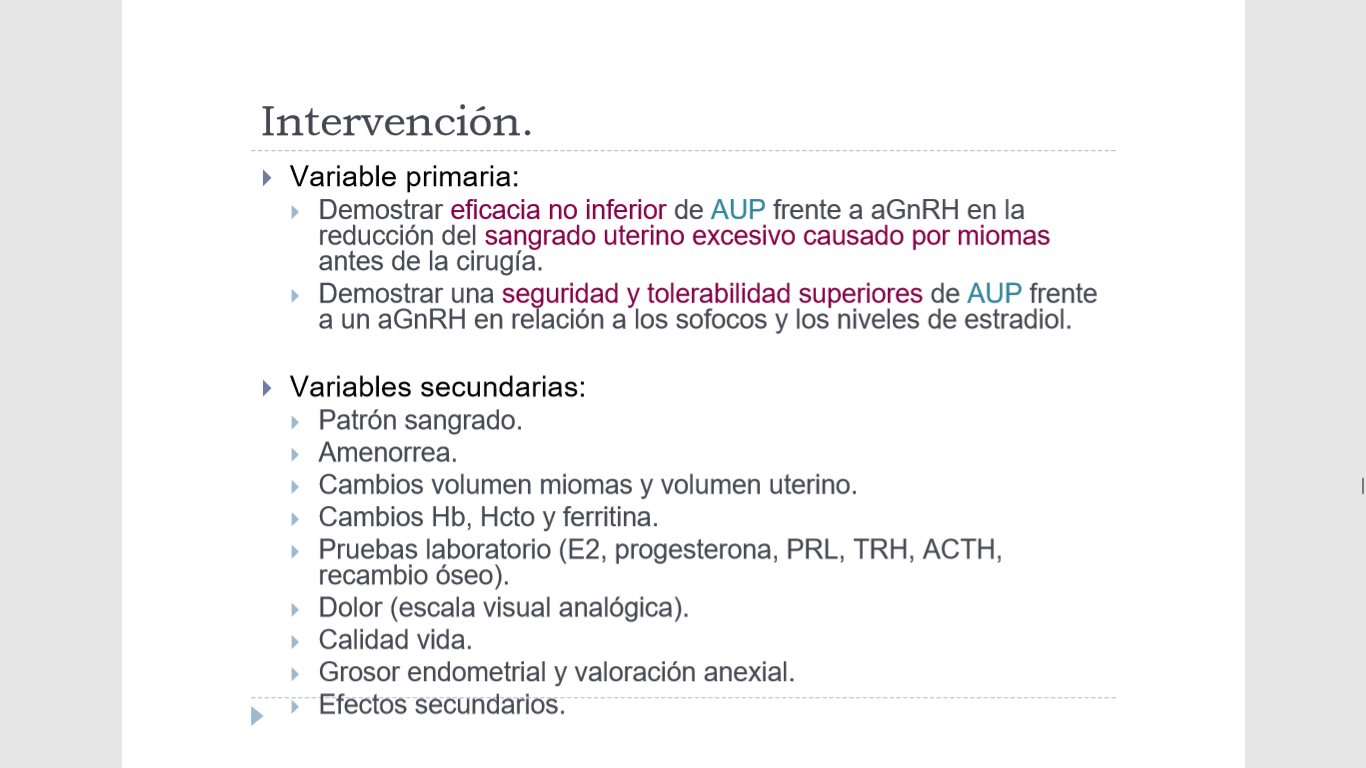 Intervención.
Variable primaria:
Demostrar eficacia no inferior de AUP frente a aGnRH en la
reducción del sangrado uterino excesivo causado por miomas
antes de la cirugía.
Demostrar una seguridad y tolerabilidad superiores de AUP frente
a un aGnRH en relación a los sofocos y los niveles de estradiol.
Variables secundarias:
Patrón sangrado.
Amenorrea.
Cambios volumen miomas y volumen uterino.
Cambios Hb, Hcto y ferritina.
Pruebas laboratorio (E2, progesterona, PRL, TRH, ACTH,
recambio óseo).
Dolor (escala visual analógica).
Calidad vida.
Grosor endometrial y valoración anexial.
Efectos secundarios.